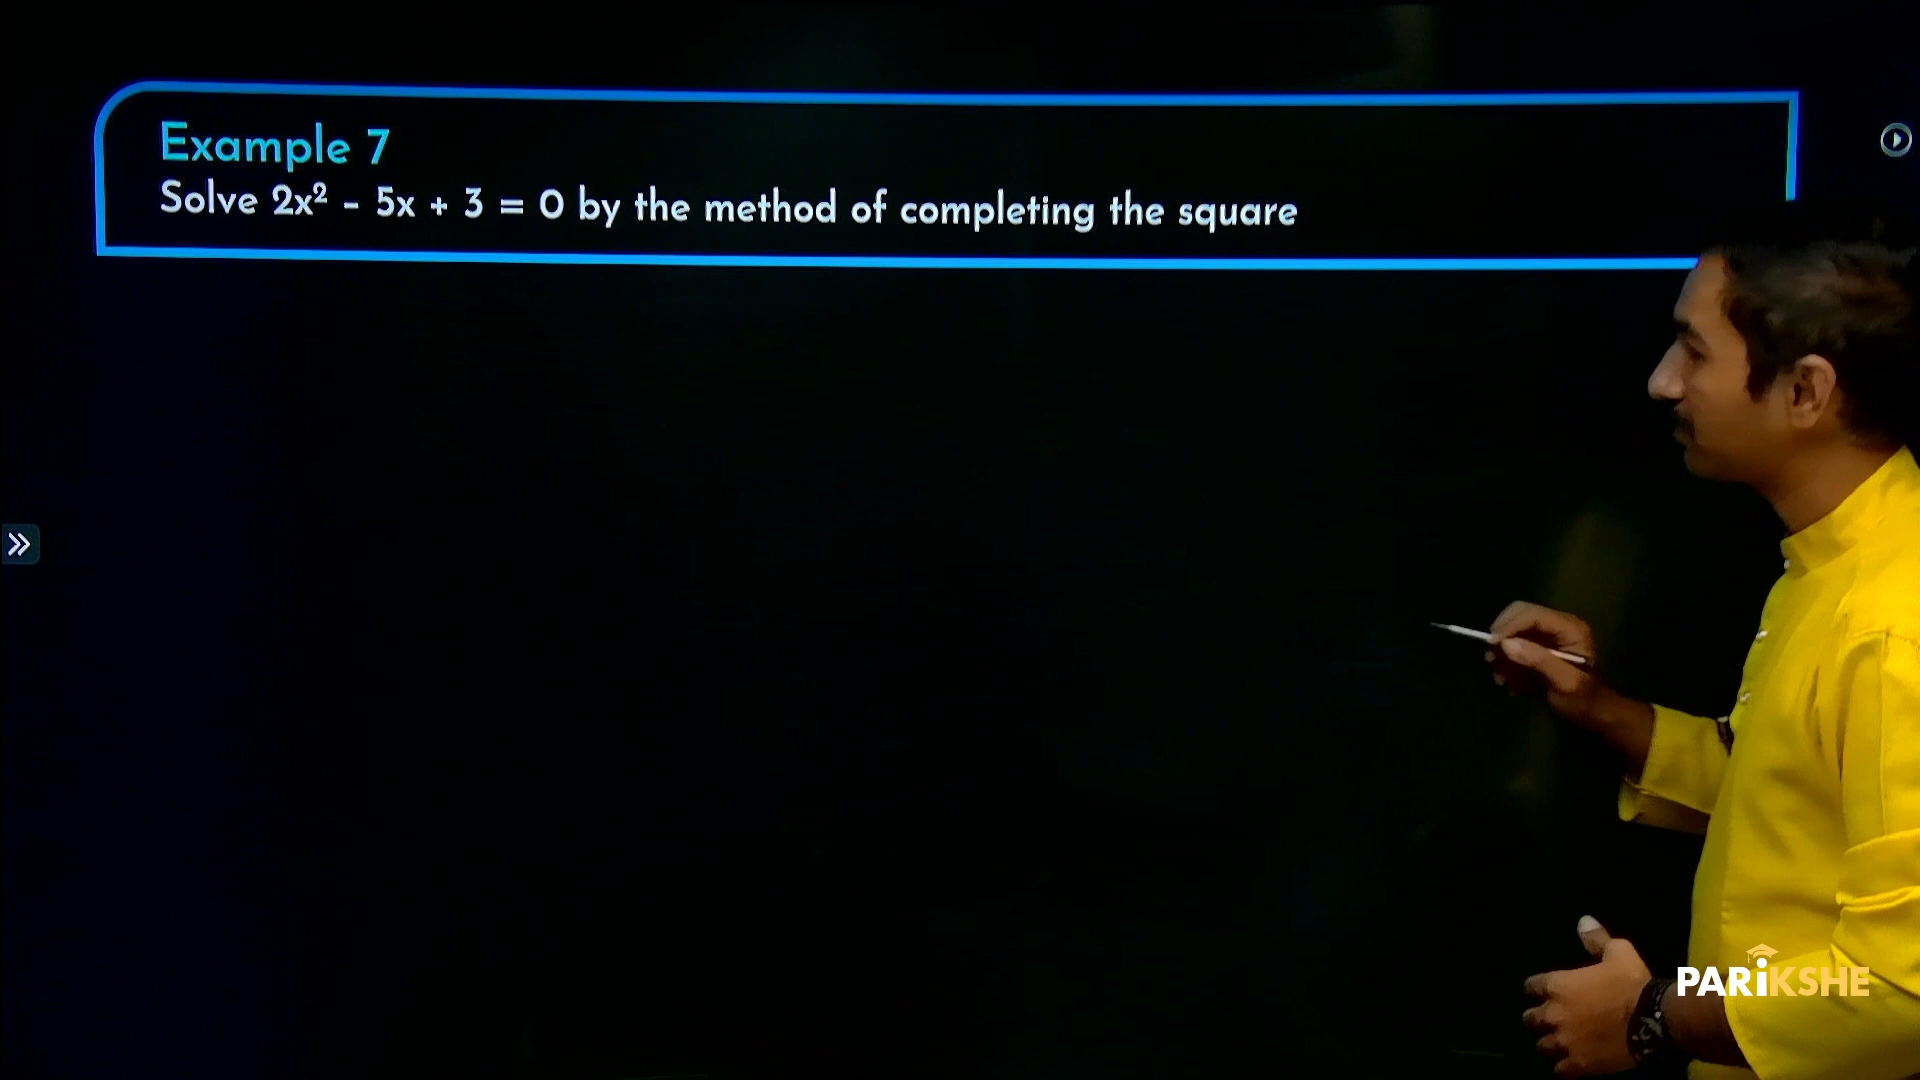 Example 7
Solve 2x² - 5x + 3 = 0 by the method of completing the square
PARiKSHE